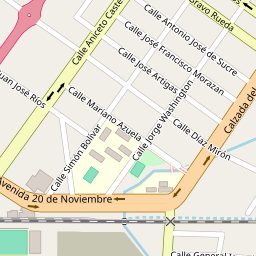 Bravo Rueda
Calle Antonio José de Sucre
Calle Aniceto Caste
Calle José Francisco Morazan
Calle José Artigas
Calle Jorge Washington
uan José Ríos
Calle Mariano Azuela
Calzada del
Calle Díaz Mirón
Calle Simón Bolívar
Avenida 20 de Noviembre
Calle General